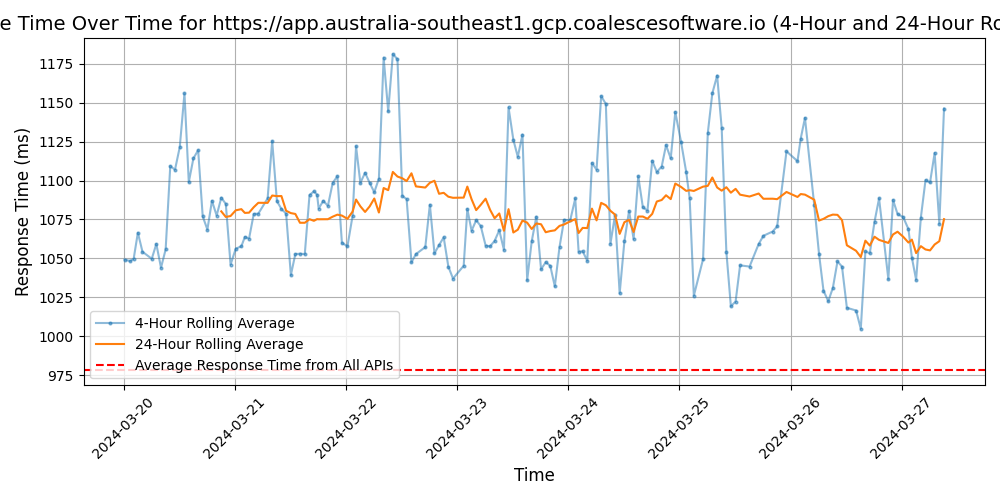 e Time Over Time for https://app.australia-southeast1.gcp.coalescesoftware.io (4-Hour and 24-Hour Ro
Response Time (ms)
1175
1150
1125
1100
1075
1050
1025
1000
975
4-Hour Rolling Average
24-Hour Rolling Average
Average Response Time from All APIs
2024-03-20
2024-03-21
2024-03-22
2024-03-23
2024-03-24
2024-03-25
2024-03-26
2024-03-27
Time